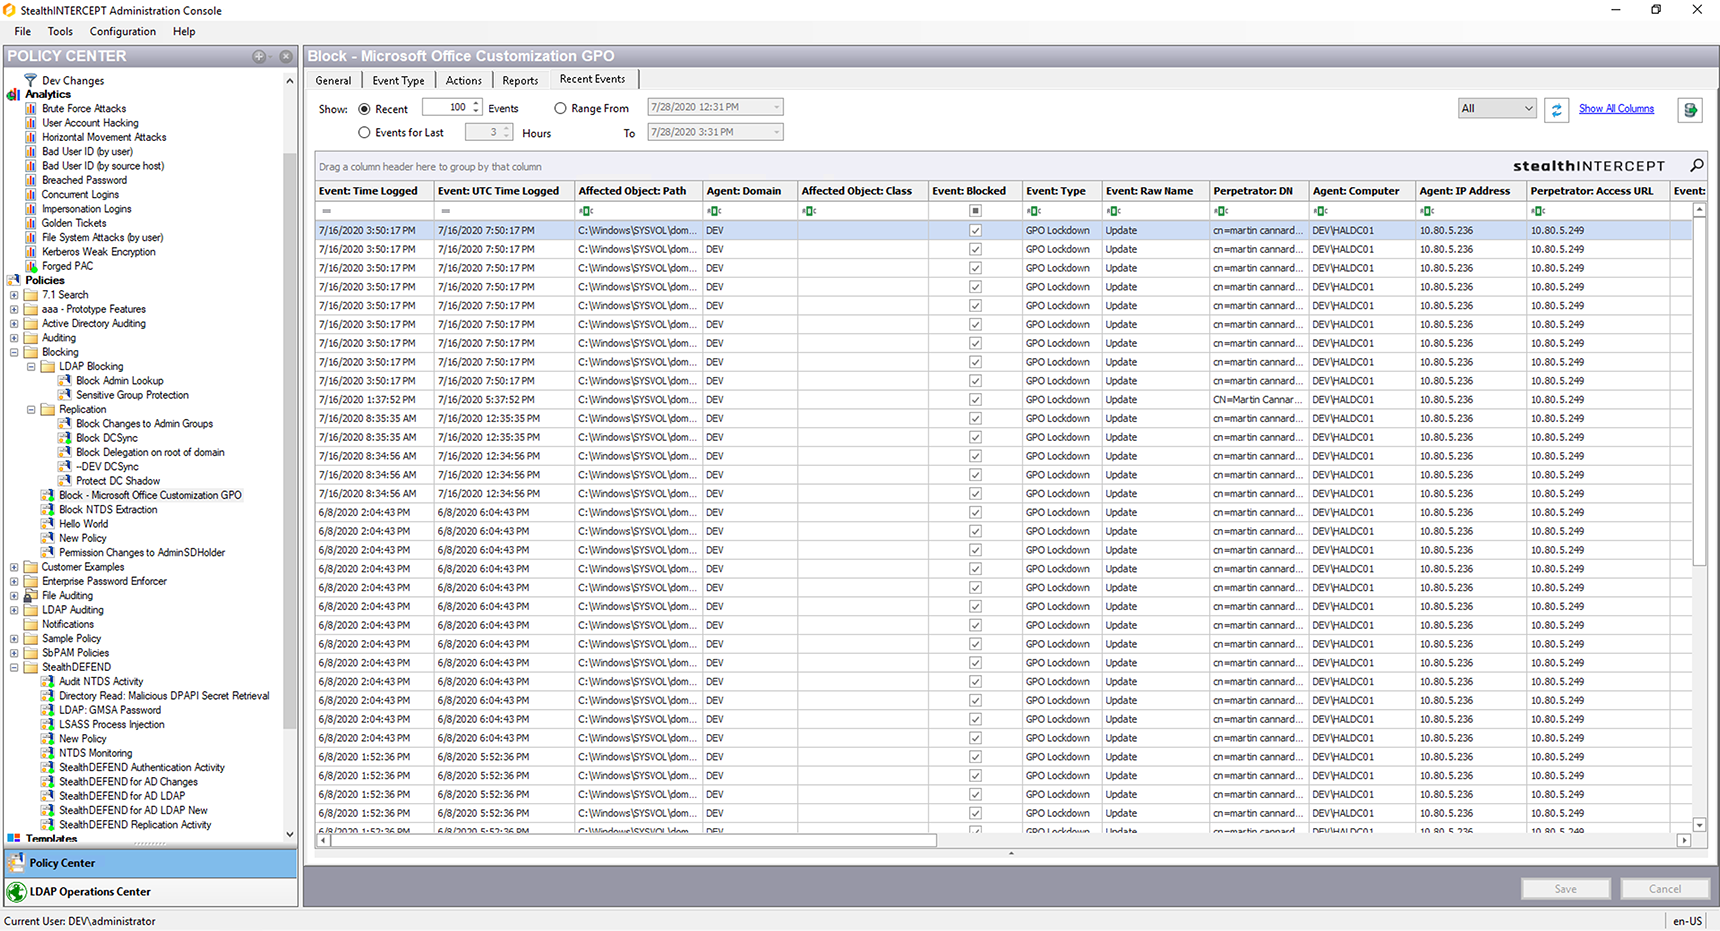 StealthINTERCEPT Administration Console
File Tools Configuration Help
POLICY CENTER
Dev Changes
Analytics
Brute Force Attacks
User Account Hacking
Horizontal Movement Attacks
Bad User ID (by user)
Bad User ID (by source host)
Breached Password
Concurrent Logins
Impersonation Logins
Golden Tickets
File System Attacks (by user)
Kerberos Weak Encryption
Forged PAC
Policies
7.1 Search
aaa - Prototype Features
Active Directory Auditing
Auditing
Blocking
LDAP Blocking
Block Admin Lookup
Sensitive Group Protection
Replication
Block Changes to Admin Groups
Block DCSync
Block Delegation on root of domain
--DEV DCSync
Protect DC Shadow
Block - Microsoft Office Customization GPO
Block NTDS Extraction
Hello World
New Policy
Permission Changes to AdminSDHolder
Customer Examples
Enterprise Password Enforcer
File Auditing
LDAP Auditing
Notifications
Sample Policy
SbPAM Policies
StealthDEFEND
Audit NTDS Activity
Directory Read: Malicious DPAPI Secret Retrieval
LDAP: GMSA Password
LSASS Process Injection
New Policy
NTDS Monitoring
StealthDEFEND Authentication Activity
StealthDEFEND for AD Changes
StealthDEFEND for AD LDAP
StealthDEFEND for AD LDAP New
StealthDEFEND Replication Activity
Templates
Policy Center
LDAP Operations Center
Block - Microsoft Office Customization GPO
General Event Type Actions Reports Recent Events
Show: Recent 100 Events Range From 7/28/2020 12:31 PM All Show All Columns
Events for Last 3 Hours To 7/28/2020 3:31 PM
Drag a column header here to group by that column stealthINTERCEPT
Event: Time Logged Event: UTC Time Logged Affected Object: Path Agent: Domain Affected Object: Class Event: Blocked Event: Type Event: Raw Name Perpetrator: DN Agent: Computer Agent: IP Address Perpetrator: Access URL Event:
7/16/2020 3:50:17 PM 7/16/2020 7:50:17 PM C:\Windows\SYSVOL\dom... DEV GPO Lockdown Update cn=martin cannard... DEV\HALDC01 10.80.5.236 10.80.5.249
7/16/2020 3:50:17 PM 7/16/2020 7:50:17 PM C:\Windows\SYSVOL\dom... DEV GPO Lockdown Update cn=martin cannard... DEV\HALDC01 10.80.5.236 10.80.5.249
7/16/2020 3:50:17 PM 7/16/2020 7:50:17 PM C:\Windows\SYSVOL\dom... DEV GPO Lockdown Update cn=martin cannard... DEV\HALDC01 10.80.5.236 10.80.5.249
7/16/2020 3:50:17 PM 7/16/2020 7:50:17 PM C:\Windows\SYSVOL\dom... DEV GPO Lockdown Update cn=martin cannard... DEV\HALDC01 10.80.5.236 10.80.5.249
7/16/2020 3:50:17 PM 7/16/2020 7:50:17 PM C:\Windows\SYSVOL\dom... DEV GPO Lockdown Update cn=martin cannard... DEV\HALDC01 10.80.5.236 10.80.5.249
7/16/2020 3:50:17 PM 7/16/2020 7:50:17 PM C:\Windows\SYSVOL\dom... DEV GPO Lockdown Update cn=martin cannard... DEV\HALDC01 10.80.5.236 10.80.5.249
7/16/2020 3:50:17 PM 7/16/2020 7:50:17 PM C:\Windows\SYSVOL\dom... DEV GPO Lockdown Update cn=martin cannard... DEV\HALDC01 10.80.5.236 10.80.5.249
7/16/2020 3:50:17 PM 7/16/2020 7:50:17 PM C:\Windows\SYSVOL\dom... DEV GPO Lockdown Update cn=martin cannard... DEV\HALDC01 10.80.5.236 10.80.5.249
7/16/2020 3:50:17 PM 7/16/2020 7:50:17 PM C:\Windows\SYSVOL\dom... DEV GPO Lockdown Update cn=martin cannard... DEV\HALDC01 10.80.5.236 10.80.5.249
7/16/2020 1:37:52 PM 7/16/2020 5:37:52 PM C:\Windows\SYSVOL\dom... DEV GPO Lockdown Update CN=Martin Cannar... DEV\HALDC01 10.80.5.236 10.80.5.249
7/16/2020 8:35:35 AM 7/16/2020 12:35:35 PM C:\Windows\SYSVOL\dom... DEV GPO Lockdown Update cn=martin cannard... DEV\HALDC01 10.80.5.236 10.80.5.249
7/16/2020 8:35:35 AM 7/16/2020 12:35:35 PM C:\Windows\SYSVOL\dom... DEV GPO Lockdown Update cn=martin cannard... DEV\HALDC01 10.80.5.236 10.80.5.249
7/16/2020 8:34:56 AM 7/16/2020 12:34:56 PM C:\Windows\SYSVOL\dom... DEV GPO Lockdown Update cn=martin cannard... DEV\HALDC01 10.80.5.236 10.80.5.249
7/16/2020 8:34:56 AM 7/16/2020 12:34:56 PM C:\Windows\SYSVOL\dom... DEV GPO Lockdown Update cn=martin cannard... DEV\HALDC01 10.80.5.236 10.80.5.249
7/16/2020 8:34:56 AM 7/16/2020 12:34:56 PM C:\Windows\SYSVOL\dom... DEV GPO Lockdown Update cn=martin cannard... DEV\HALDC01 10.80.5.236 10.80.5.249
6/8/2020 2:04:43 PM 6/8/2020 6:04:43 PM C:\Windows\SYSVOL\dom... DEV GPO Lockdown Update cn=martin cannard... DEV\HALDC01 10.80.5.236 10.80.5.249
6/8/2020 2:04:43 PM 6/8/2020 6:04:43 PM C:\Windows\SYSVOL\dom... DEV GPO Lockdown Update cn=martin cannard... DEV\HALDC01 10.80.5.236 10.80.5.249
6/8/2020 2:04:43 PM 6/8/2020 6:04:43 PM C:\Windows\SYSVOL\dom... DEV GPO Lockdown Update cn=martin cannard... DEV\HALDC01 10.80.5.236 10.80.5.249
6/8/2020 2:04:43 PM 6/8/2020 6:04:43 PM C:\Windows\SYSVOL\dom... DEV GPO Lockdown Update cn=martin cannard... DEV\HALDC01 10.80.5.236 10.80.5.249
6/8/2020 2:04:43 PM 6/8/2020 6:04:43 PM C:\Windows\SYSVOL\dom... DEV GPO Lockdown Update cn=martin cannard... DEV\HALDC01 10.80.5.236 10.80.5.249
6/8/2020 2:04:43 PM 6/8/2020 6:04:43 PM C:\Windows\SYSVOL\dom... DEV GPO Lockdown Update cn=martin cannard... DEV\HALDC01 10.80.5.236 10.80.5.249
6/8/2020 2:04:43 PM 6/8/2020 6:04:43 PM C:\Windows\SYSVOL\dom... DEV GPO Lockdown Update cn=martin cannard... DEV\HALDC01 10.80.5.236 10.80.5.249
6/8/2020 2:04:43 PM 6/8/2020 6:04:43 PM C:\Windows\SYSVOL\dom... DEV GPO Lockdown Update cn=martin cannard... DEV\HALDC01 10.80.5.236 10.80.5.249
6/8/2020 2:04:43 PM 6/8/2020 6:04:43 PM C:\Windows\SYSVOL\dom... DEV GPO Lockdown Update cn=martin cannard... DEV\HALDC01 10.80.5.236 10.80.5.249
6/8/2020 2:04:43 PM 6/8/2020 6:04:43 PM C:\Windows\SYSVOL\dom... DEV GPO Lockdown Update cn=martin cannard... DEV\HALDC01 10.80.5.236 10.80.5.249
6/8/2020 2:04:43 PM 6/8/2020 6:04:43 PM C:\Windows\SYSVOL\dom... DEV GPO Lockdown Update cn=martin cannard... DEV\HALDC01 10.80.5.236 10.80.5.249
6/8/2020 2:04:43 PM 6/8/2020 6:04:43 PM C:\Windows\SYSVOL\dom... DEV GPO Lockdown Update cn=martin cannard... DEV\HALDC01 10.80.5.236 10.80.5.249
6/8/2020 2:04:43 PM 6/8/2020 6:04:43 PM C:\Windows\SYSVOL\dom... DEV GPO Lockdown Update cn=martin cannard... DEV\HALDC01 10.80.5.236 10.80.5.249
6/8/2020 1:52:36 PM 6/8/2020 5:52:36 PM C:\Windows\SYSVOL\dom... DEV GPO Lockdown Update cn=martin cannard... DEV\HALDC01 10.80.5.236 10.80.5.249
6/8/2020 1:52:36 PM 6/8/2020 5:52:36 PM C:\Windows\SYSVOL\dom... DEV GPO Lockdown Update cn=martin cannard... DEV\HALDC01 10.80.5.236 10.80.5.249
6/8/2020 1:52:36 PM 6/8/2020 5:52:36 PM C:\Windows\SYSVOL\dom... DEV GPO Lockdown Update cn=martin cannard... DEV\HALDC01 10.80.5.236 10.80.5.249
6/8/2020 1:52:36 PM 6/8/2020 5:52:36 PM C:\Windows\SYSVOL\dom... DEV GPO Lockdown Update cn=martin cannard... DEV\HALDC01 10.80.5.236 10.80.5.249
6/8/2020 1:52:36 PM 6/8/2020 5:52:36 PM C:\Windows\SYSVOL\dom... DEV GPO Lockdown Update cn=martin cannard... DEV\HALDC01 10.80.5.236 10.80.5.249
Save Cancel
Current User: DEV\administrator en-US